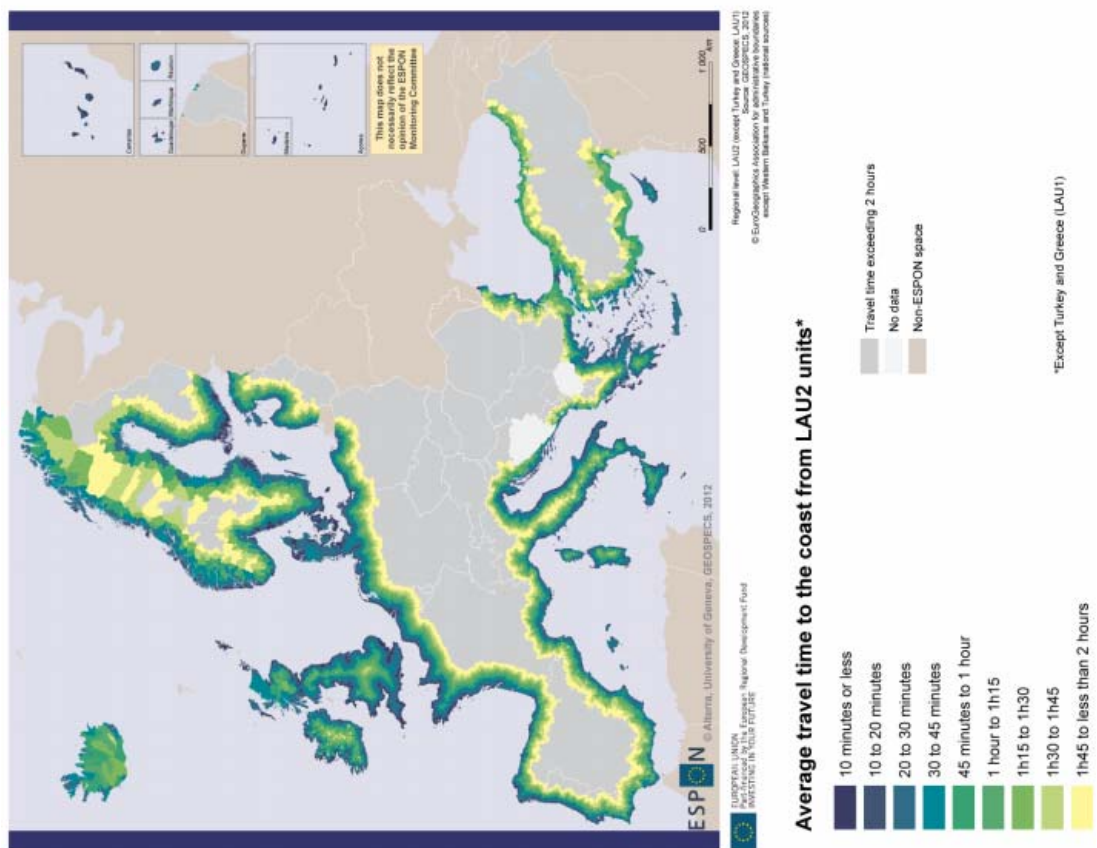 Canaries
Guadeloupe
Martinique
Réunion
Guyane
Madeira
Azores
This map does not
necessarily reflect the
opinion of the ESPON
Monitoring Committee
ESPON
© Alterra, University of Geneva, GEOSPECS, 2012
0
500
1 000
km
EUROPEAN UNION
Part-financed by the European Regional Development Fund
INVESTING IN YOUR FUTURE
Regional level: LAU2 (except Turkey and Greece: LAU1)
Source: GEOSPECS, 2012
© EuroGeographics Association for administrative boundaries
except Western Balkans and Turkey (national sources)
Average travel time to the coast from LAU2 units*
10 minutes or less
10 to 20 minutes
20 to 30 minutes
30 to 45 minutes
45 minutes to 1 hour
1 hour to 1h15
1h15 to 1h30
1h30 to 1h45
1h45 to less than 2 hours
Travel time exceeding 2 hours
No data
Non-ESPON space
*Except Turkey and Greece (LAU1)